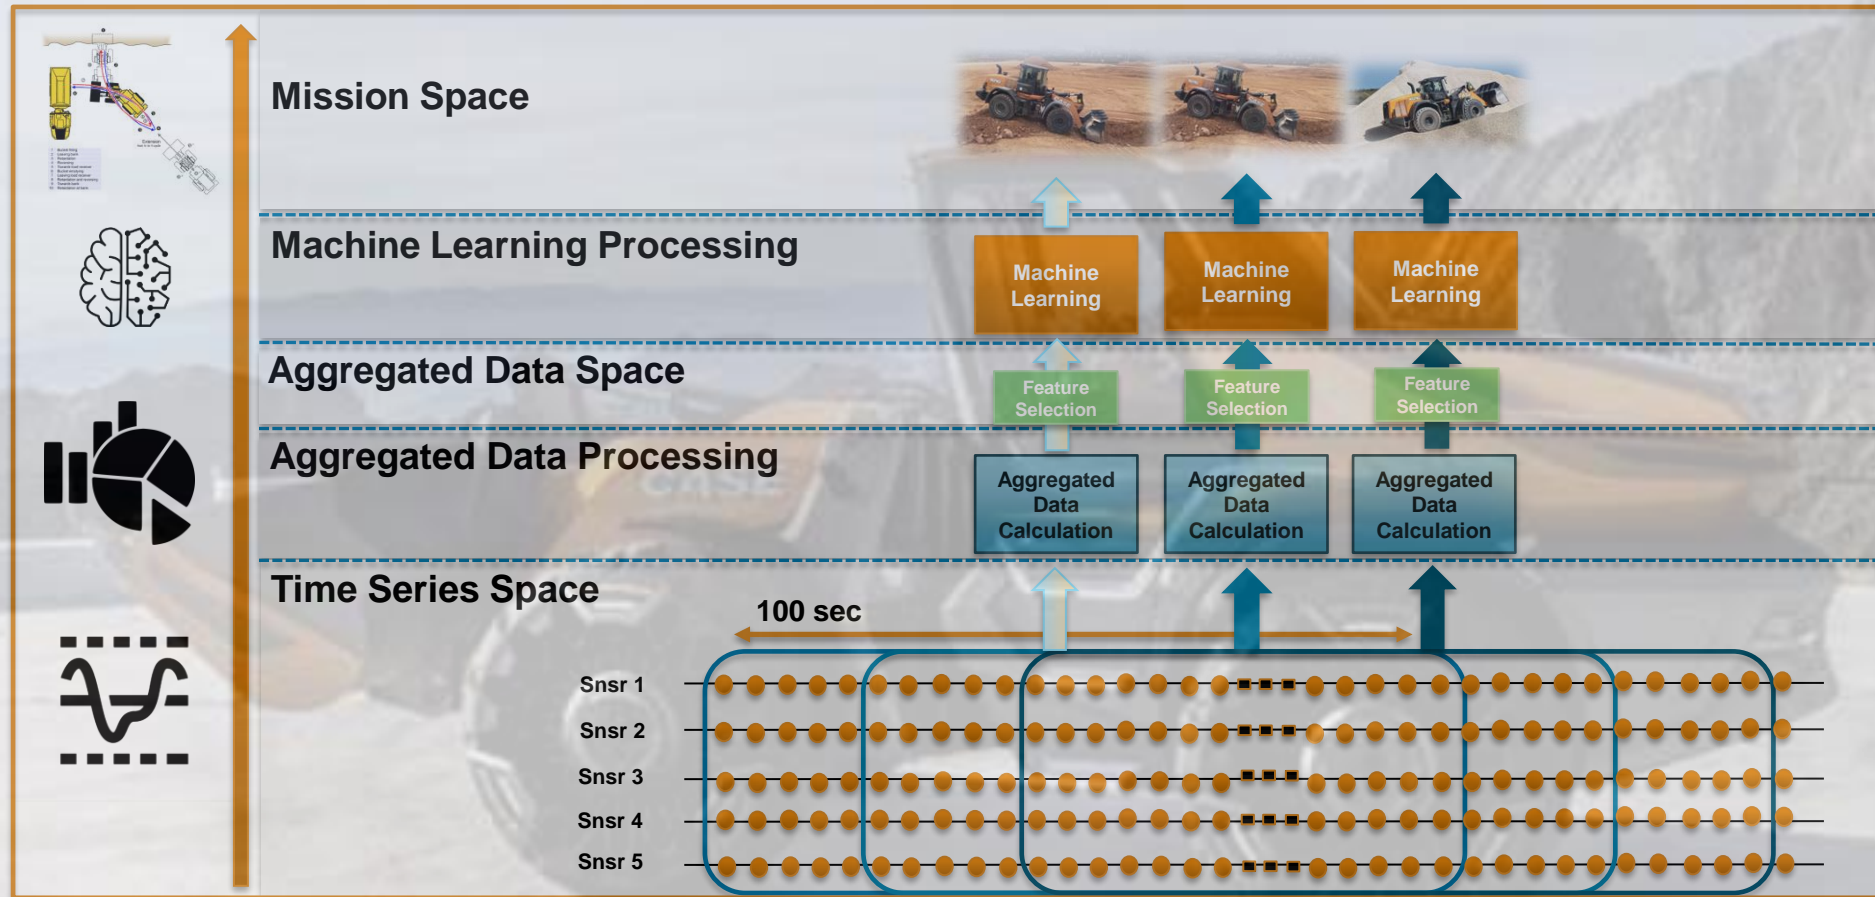 Mission Space
Machine Learning Processing
Machine
Learning
Machine
Learning
Machine
Learning
Aggregated Data Space
Feature
Selection
Feature
Selection
Feature
Selection
Aggregated Data Processing
Aggregated
Data
Calculation
Aggregated
Data
Calculation
Aggregated
Data
Calculation
CASE
Time Series Space
100 sec
Snsr 1
Snsr 2
Snsr 3
Snsr 4
Snsr 5